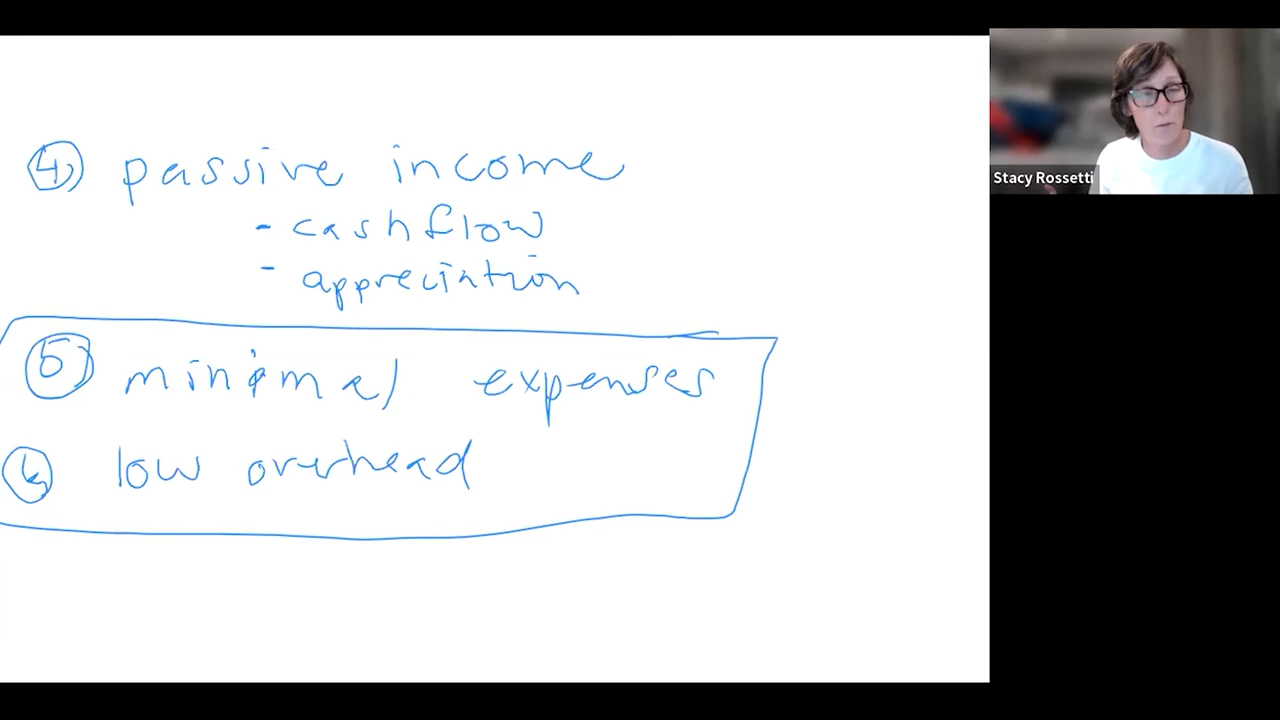 4) passive income
- cashflow
- appreciation
5) minimal expenses
6 low overhead
Stacy Rossetti